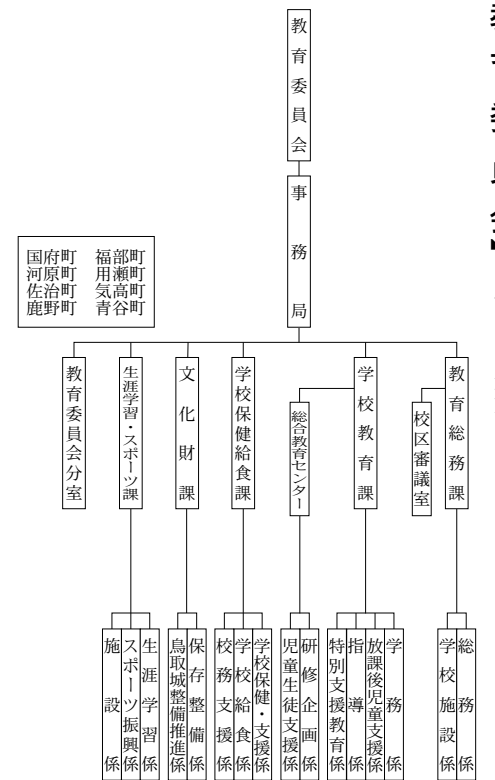 教育委員会
事務局
教育総務課
校区審議室
学校教育課
総合教育センター
学校保健給食課
文化財課
生涯学習・スポーツ課
教育委員会分室
国府町 福部町
河原町 用瀬町
佐治町 気高町
鹿野町 青谷町
総務係
学校施設係
学務係
放課後児童支援係
指導係
特別支援教育係
研修企画係
児童生徒支援係
学校保健・支援係
学校給食係
校務支援係
保存整備係
鳥取城整備推進係
生涯学習係
スポーツ振興係
施設係